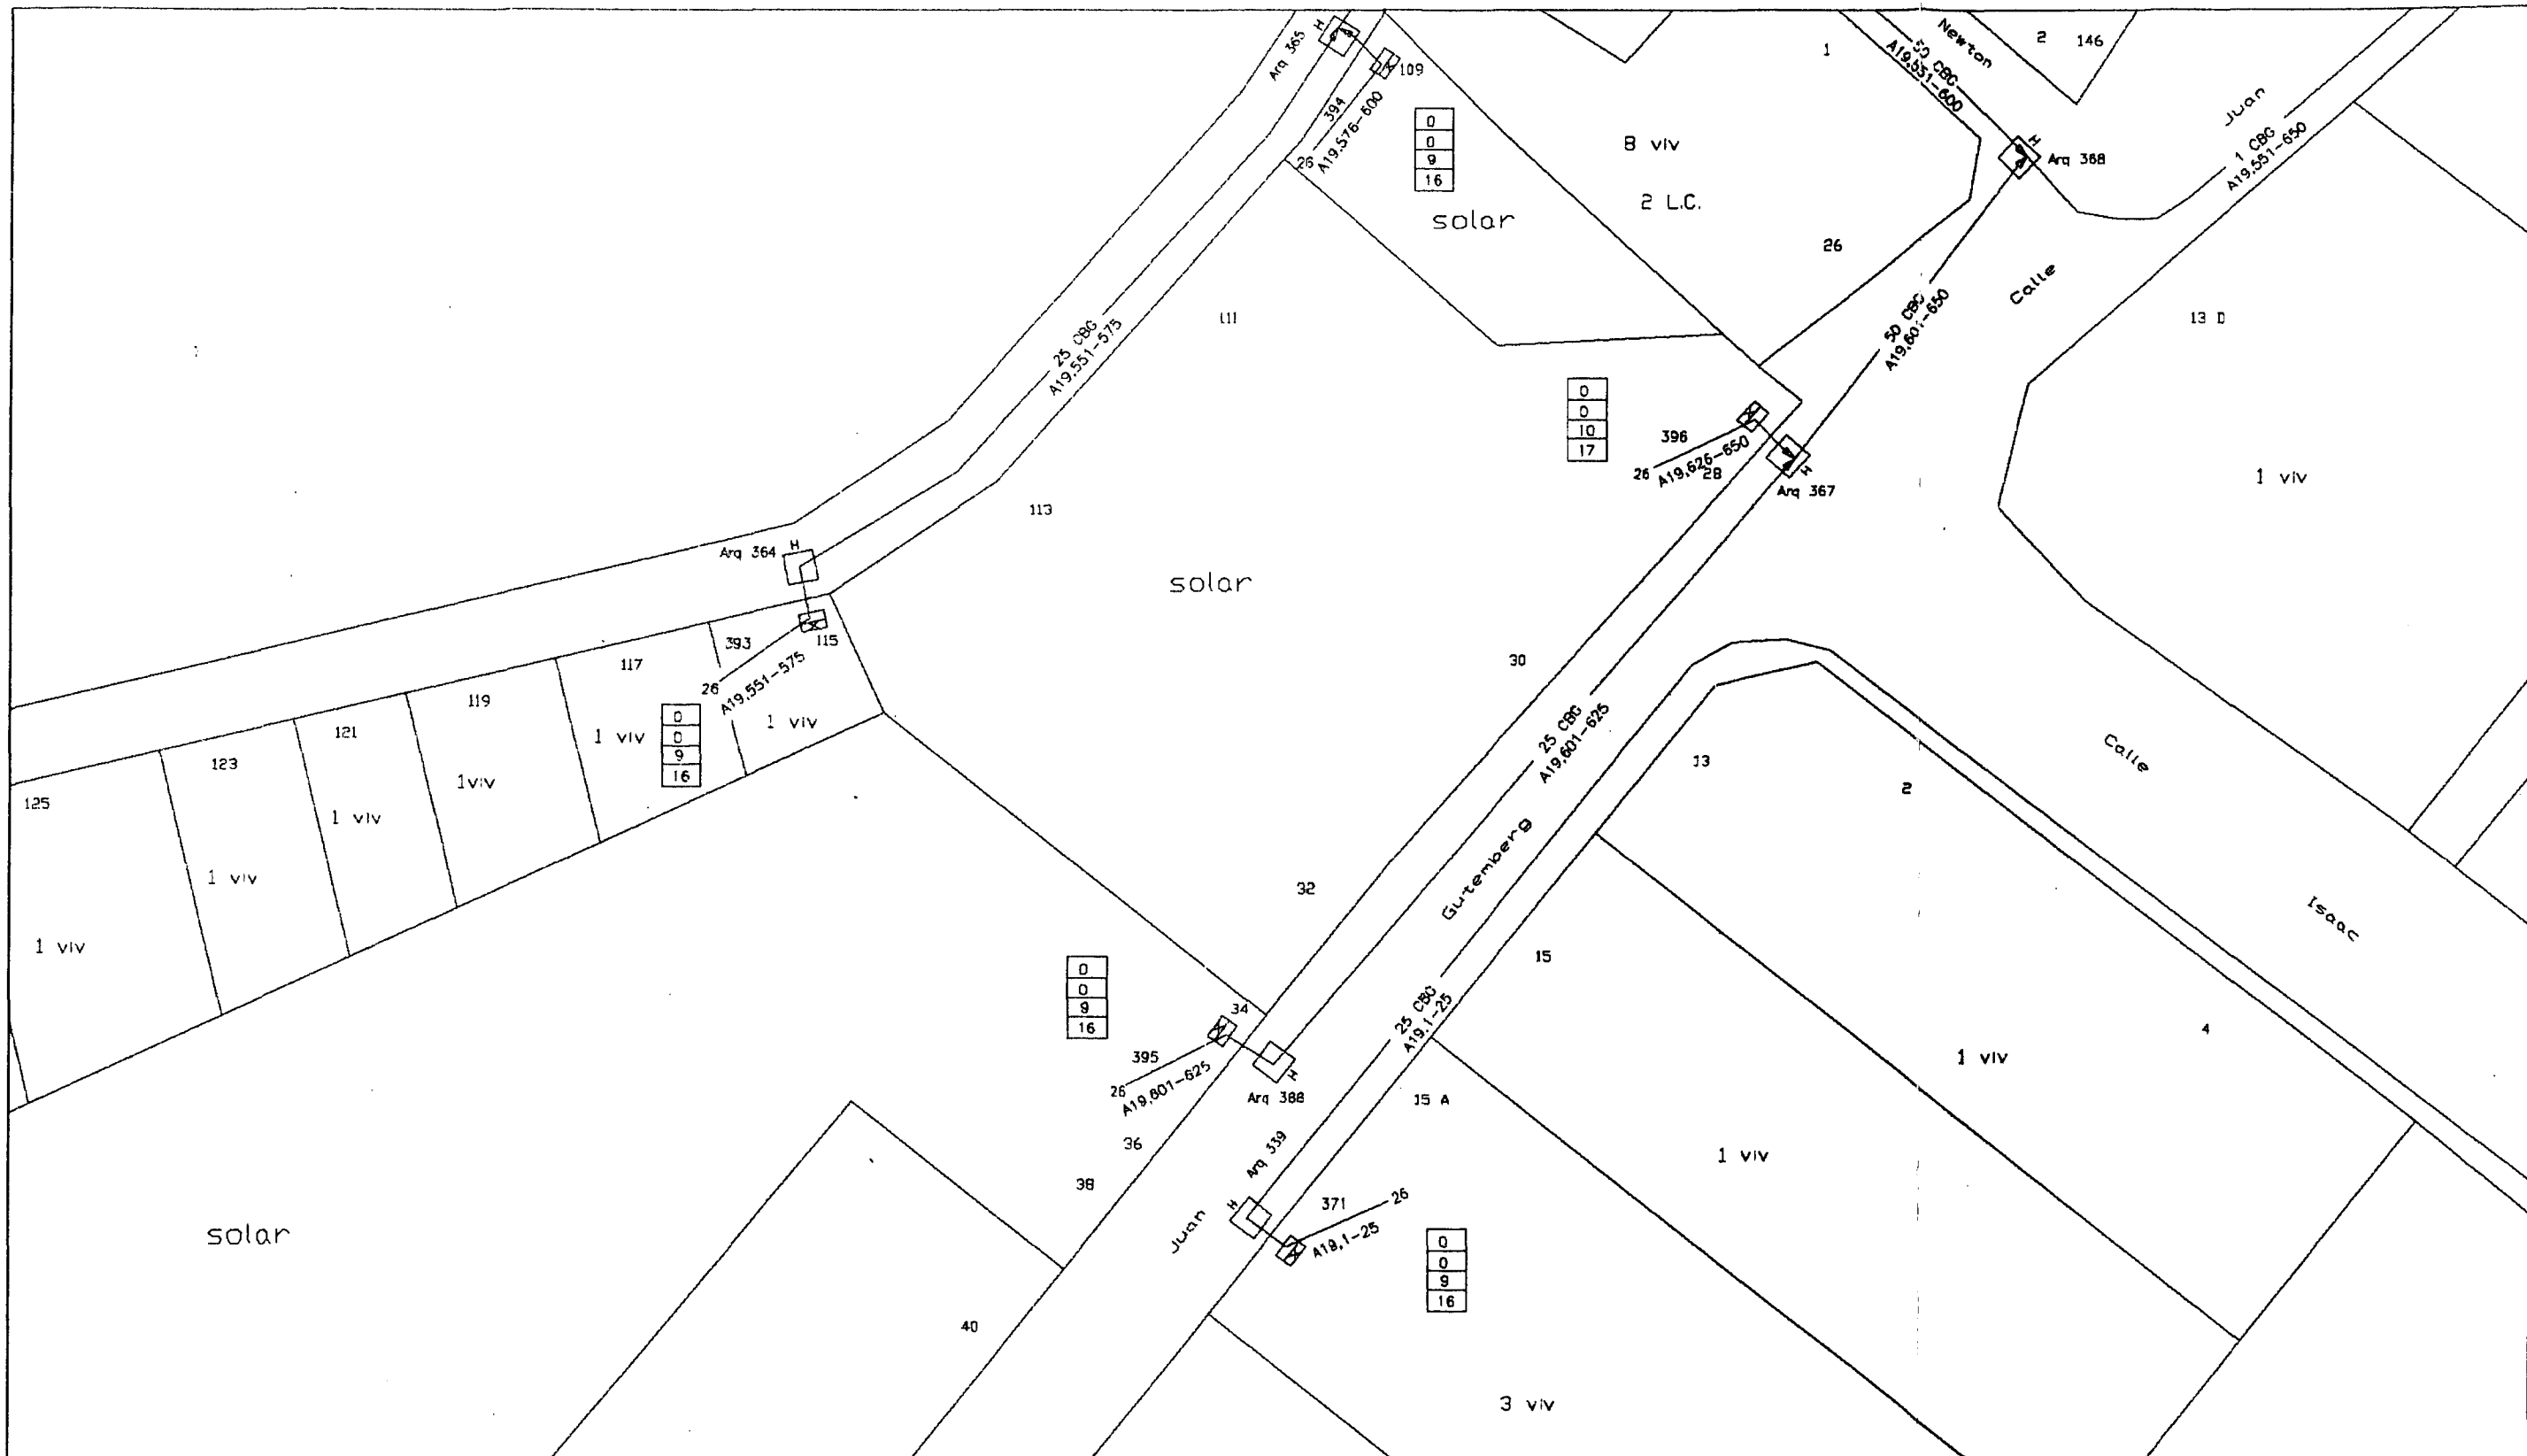 Arq 365
H
109
394
26
A19,576-600
0
0
9
16
solar
8 viv
2 L.C.
1
26
50 CBG
A19,551-600
Newton
2
146
Juan
1 CBG
A19,551-650
H
Arq 368
Calle
50 CBG
A19,601-650
13 D
1 viv
111
25 CBG
A19,551-575
113
0
0
10
17
396
26
A19,626-650
28
H
Arq 367
Arq 364
H
solar
393
115
26
A19,551-575
1 viv
117
1 viv
0
0
9
16
119
1viv
121
1 viv
123
1 viv
125
1 viv
30
25 CBG
A19,601-625
32
Gutemberg
13
2
Calle
Isaac
15
4
1 viv
1 viv
0
0
9
16
34
395
26
A19,601-625
H
Arq 366
25 CBG
A19,1-25
15 A
36
38
Arq 339
H
Juan
371
26
A19,1-25
0
0
9
16
solar
40
3 viv